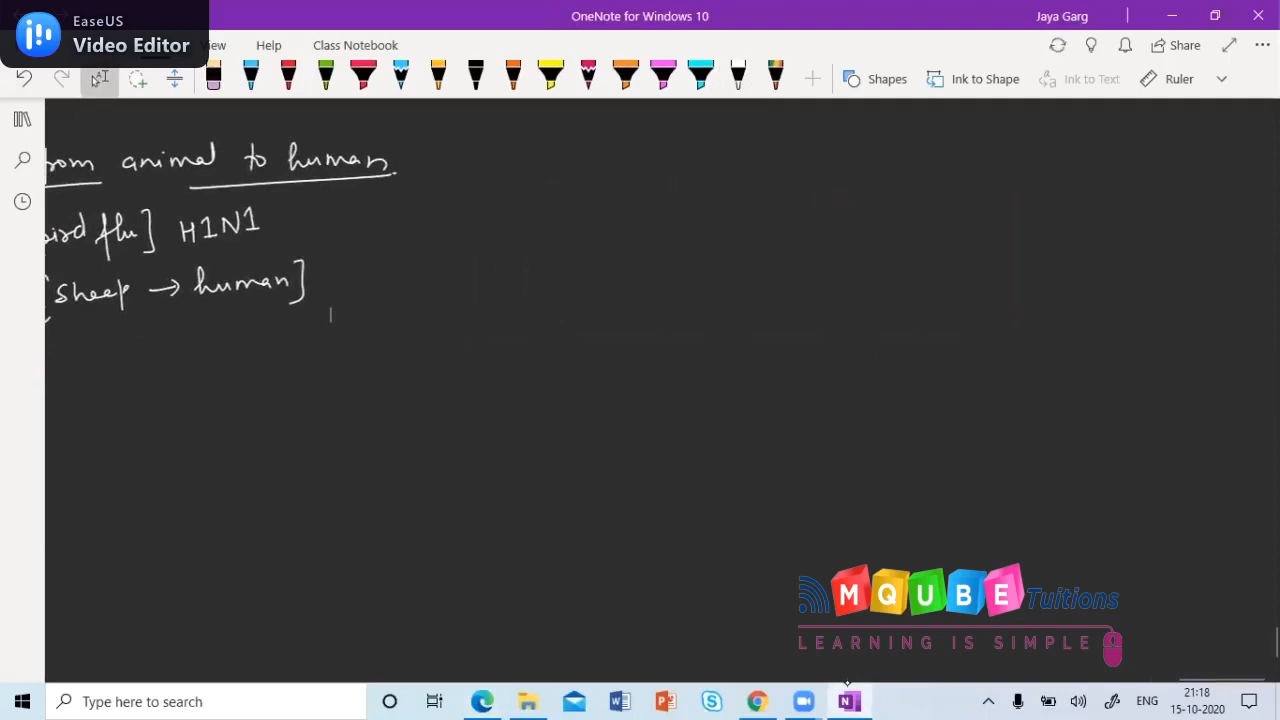 EaseUS
Video Editor
OneNote for Windows 10
Jaya Garg
View Help Class Notebook
Share
Shapes
Ink to Shape
Ink to Text
Ruler
animal to human
flu] H1N1
[sheep → human]
MQUBE Tuitions
LEARNING IS SIMPLE
Type here to search
ENG
21:18
15-10-2020